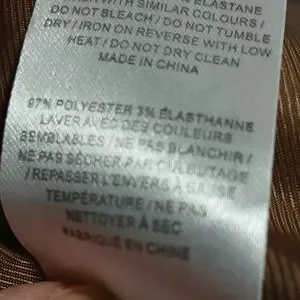 ELASTANE
WITH SIMILAR COLOURS /
DO NOT BLEACH / DO NOT TUMBLE
DRY / IRON ON REVERSE WITH LOW
HEAT / DO NOT DRY CLEAN
MADE IN CHINA
97% POLYESTER 3% ÉLASTHANNE
LAVER AVEC DES COULEURS
SEMBLABLES / NE PAS BLANCHIR /
NE PAS SÉCHER PAR CULBUTAGE
/ REPASSER L'ENVERS À BASSE
TEMPÉRATURE / NE PAS
NETTOYER À SEC
FABRIQUÉ EN CHINE